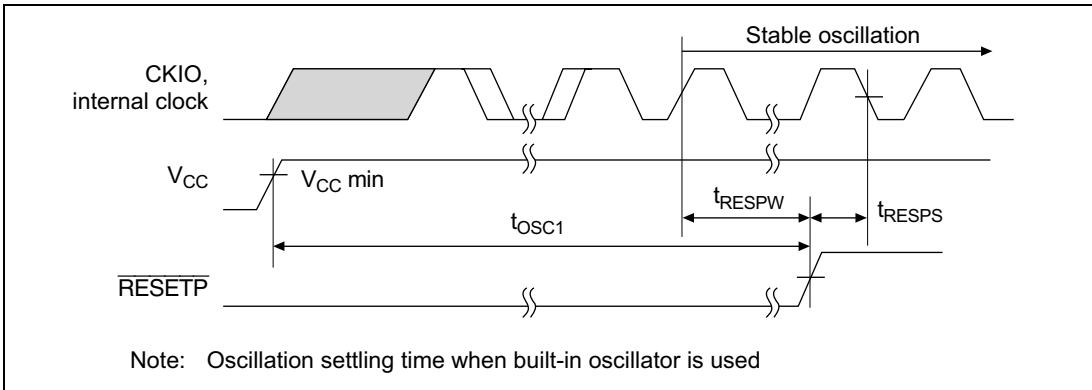 Stable oscillation
CKIO,
internal clock
VCC
VCC min
tRESPW
tRESPS
tOSC1
RESETP
Note: Oscillation settling time when built-in oscillator is used